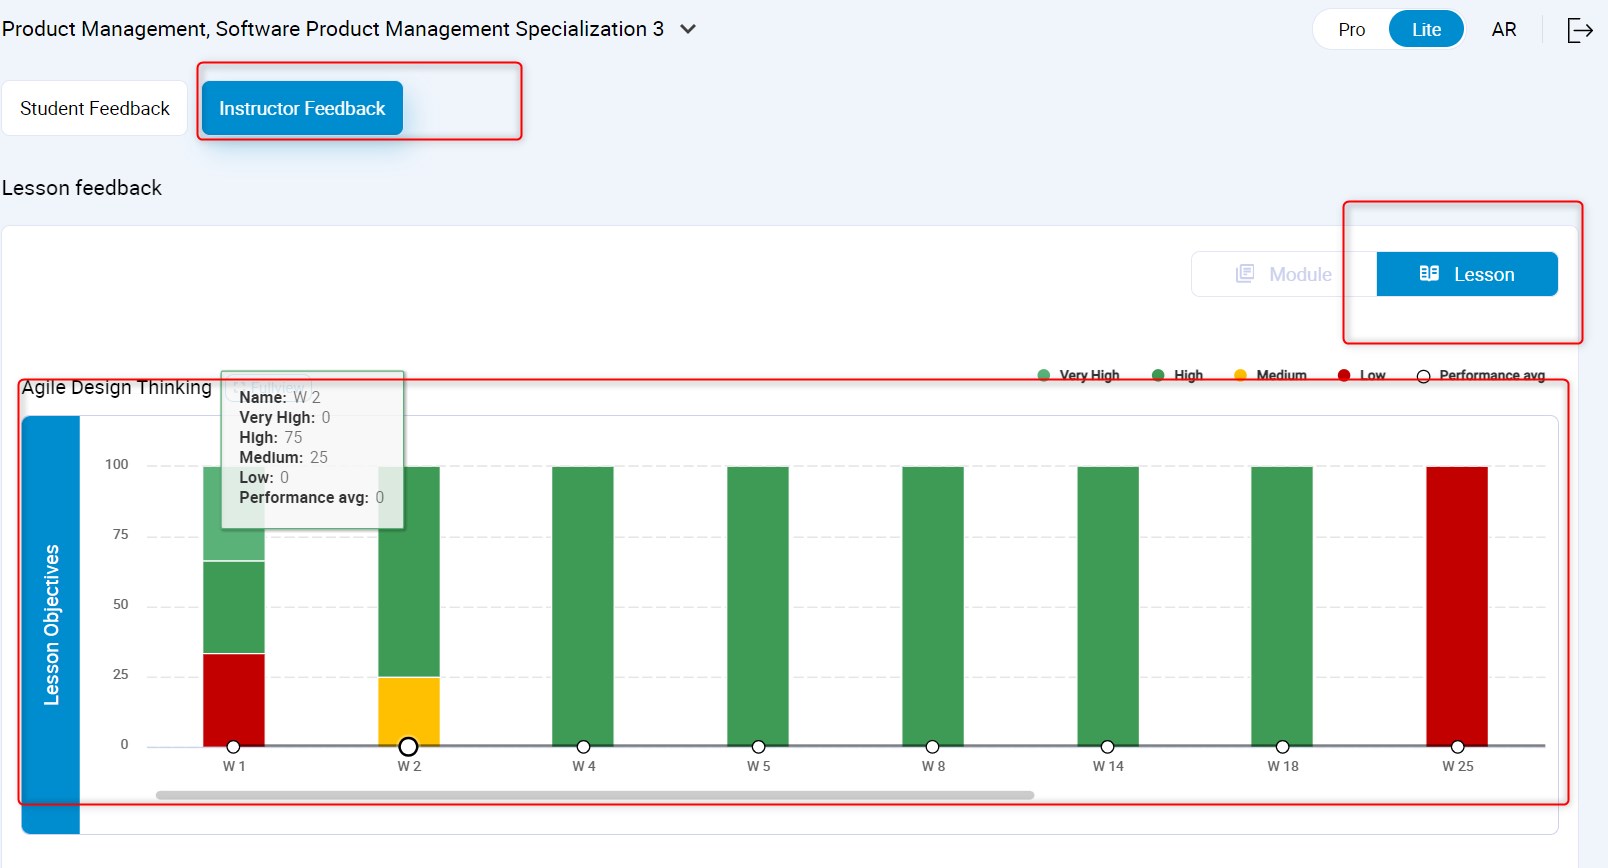 Product Management, Software Product Management Specialization 3
Pro
Lite
AR
Student Feedback
Instructor Feedback
Lesson feedback
Module
Lesson
Very High
High
Medium
Low
Performance avg
Agile Design Thinking
Fullview
Name: W 2
Very High: 0
High: 75
Medium: 25
Low: 0
Performance avg: 0
Lesson Objectives
100
75
50
25
0
W 1
W 2
W 4
W 5
W 8
W 14
W 18
W 25